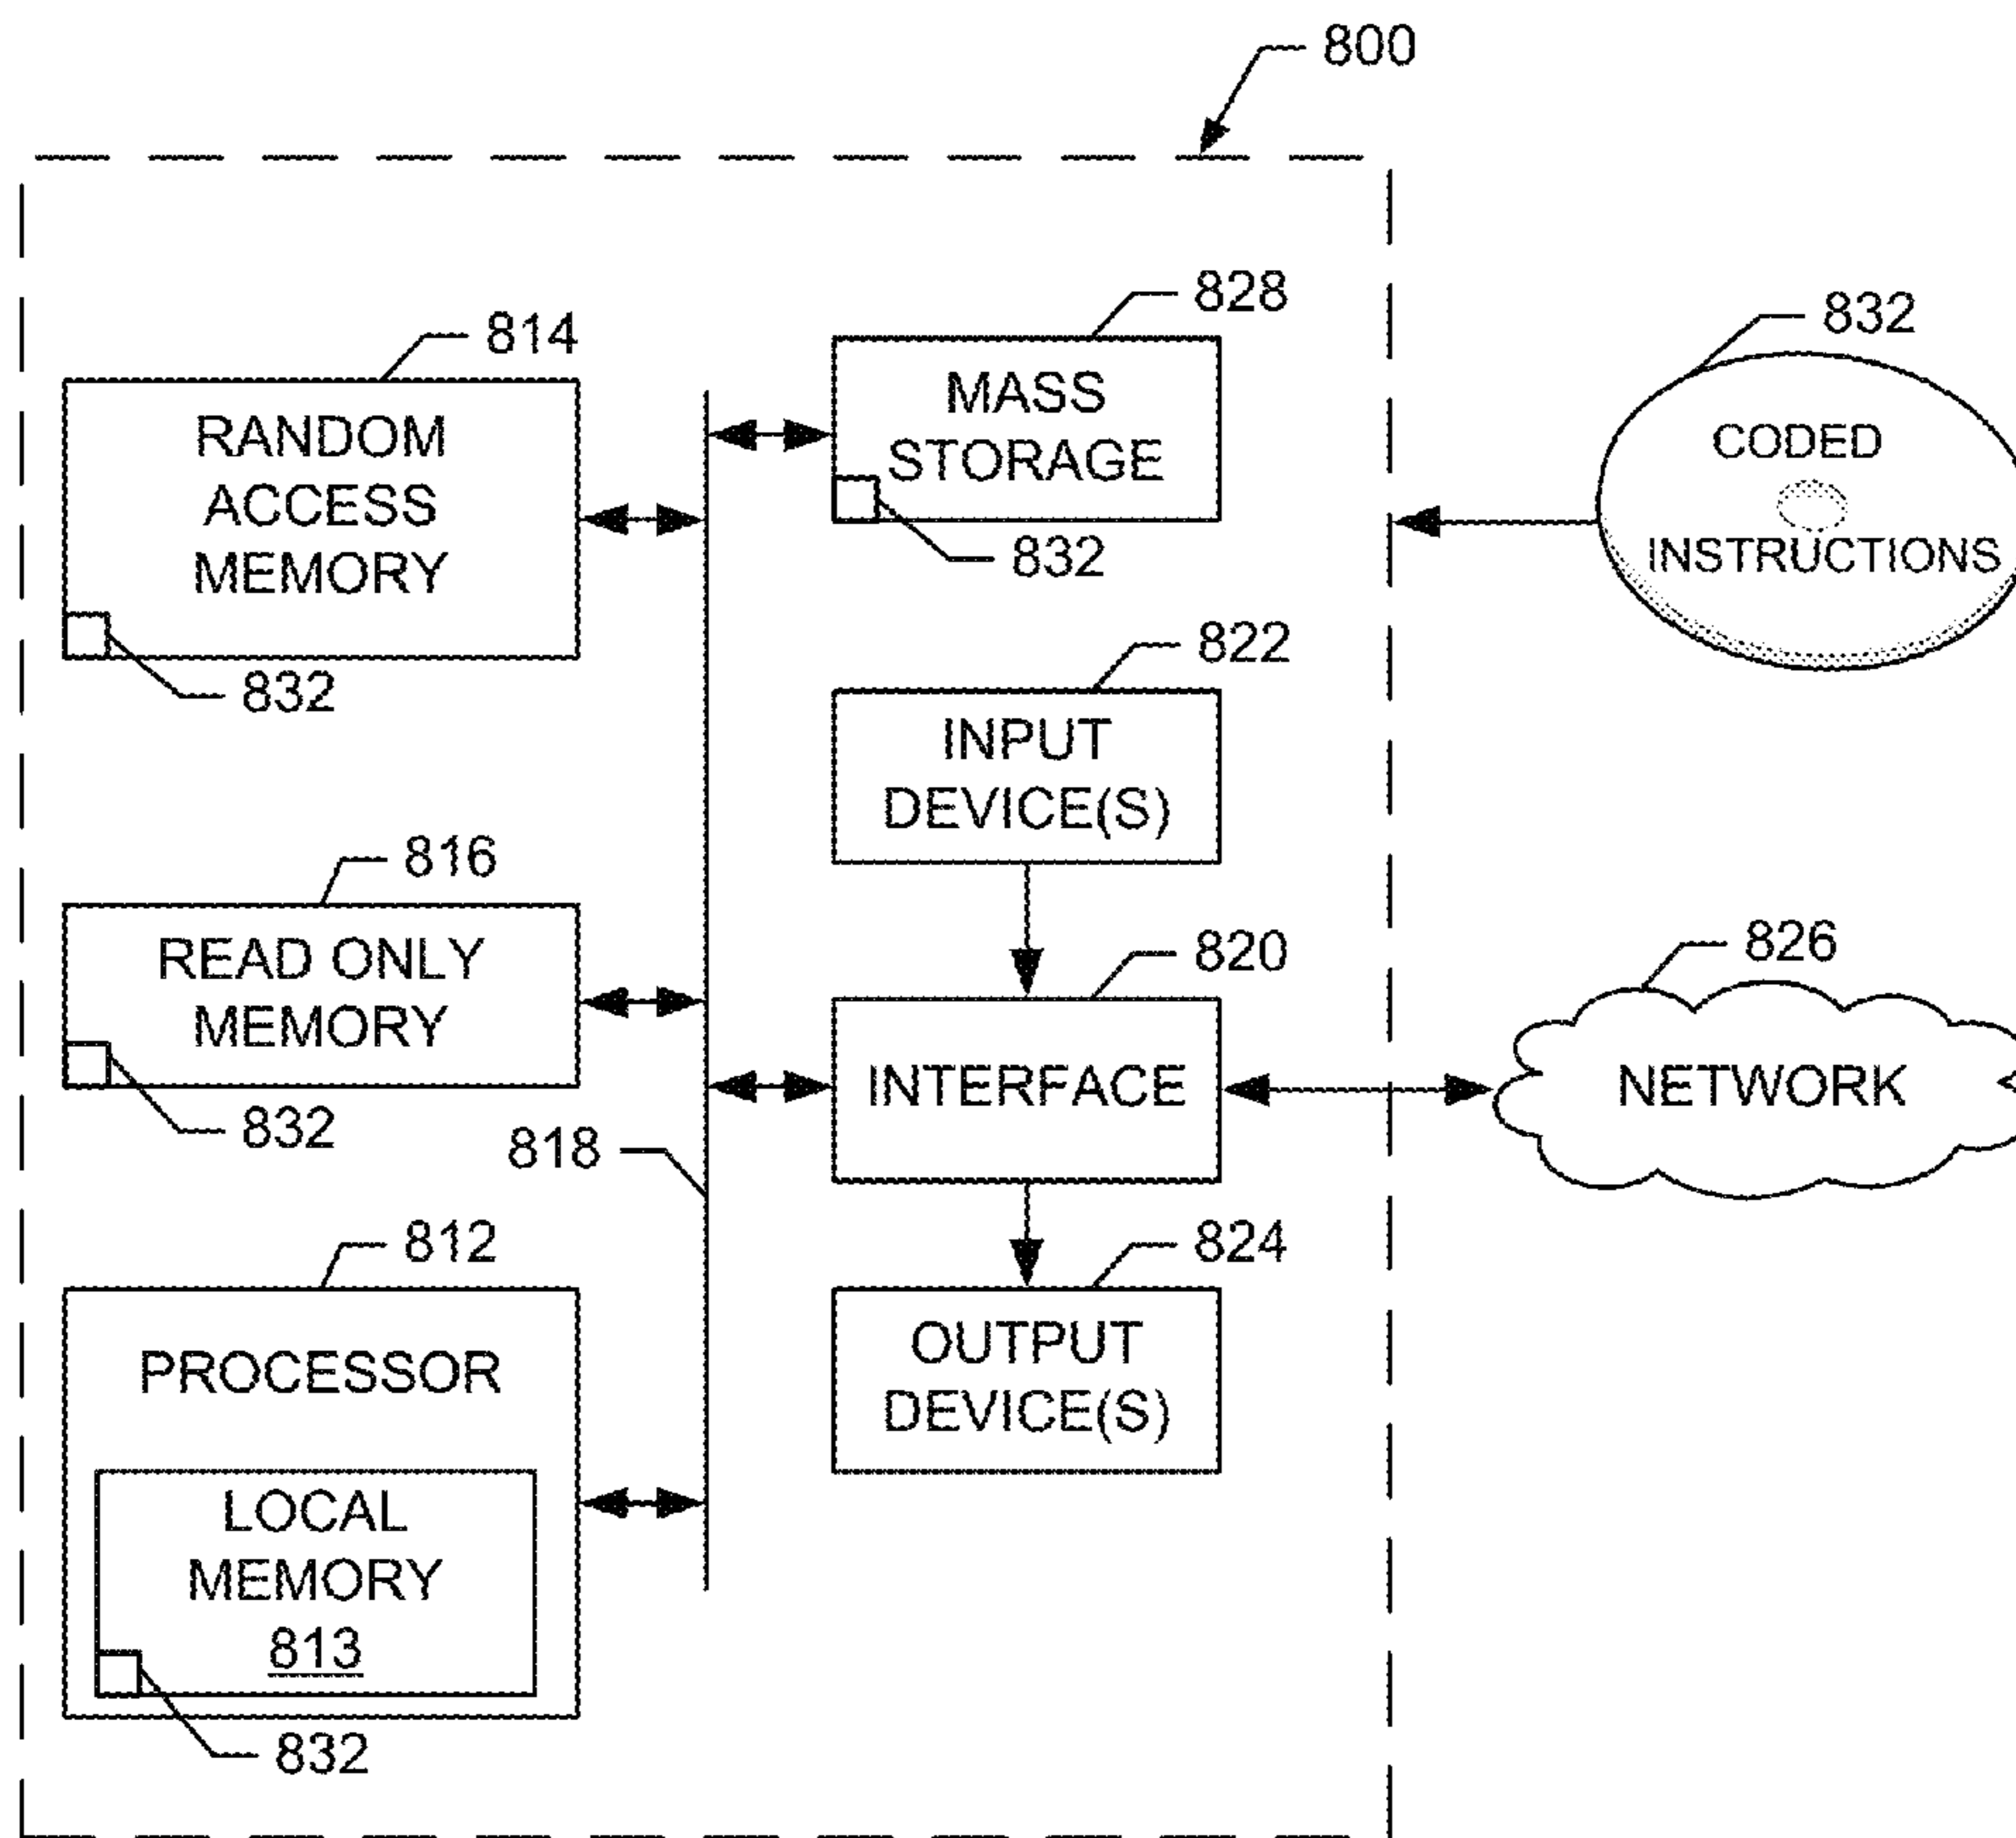 800
828
832
814
MASS
STORAGE
RANDOM
ACCESS
MEMORY
CODED
INSTRUCTIONS
832
832
822
INPUT
DEVICE(S)
816
READ ONLY
MEMORY
820
826
INTERFACE
NETWORK
832
818
812
824
PROCESSOR
OUTPUT
DEVICE(S)
LOCAL
MEMORY
813
832